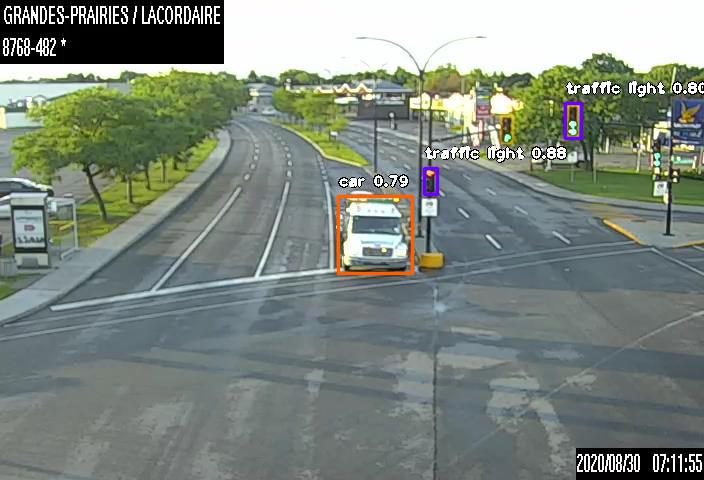 GRANDES-PRAIRIES / LACORDAIRE
8768-482 *
traffic light 0.80
traffic light 0.88
car 0.79
2020/08/30 07:11:55